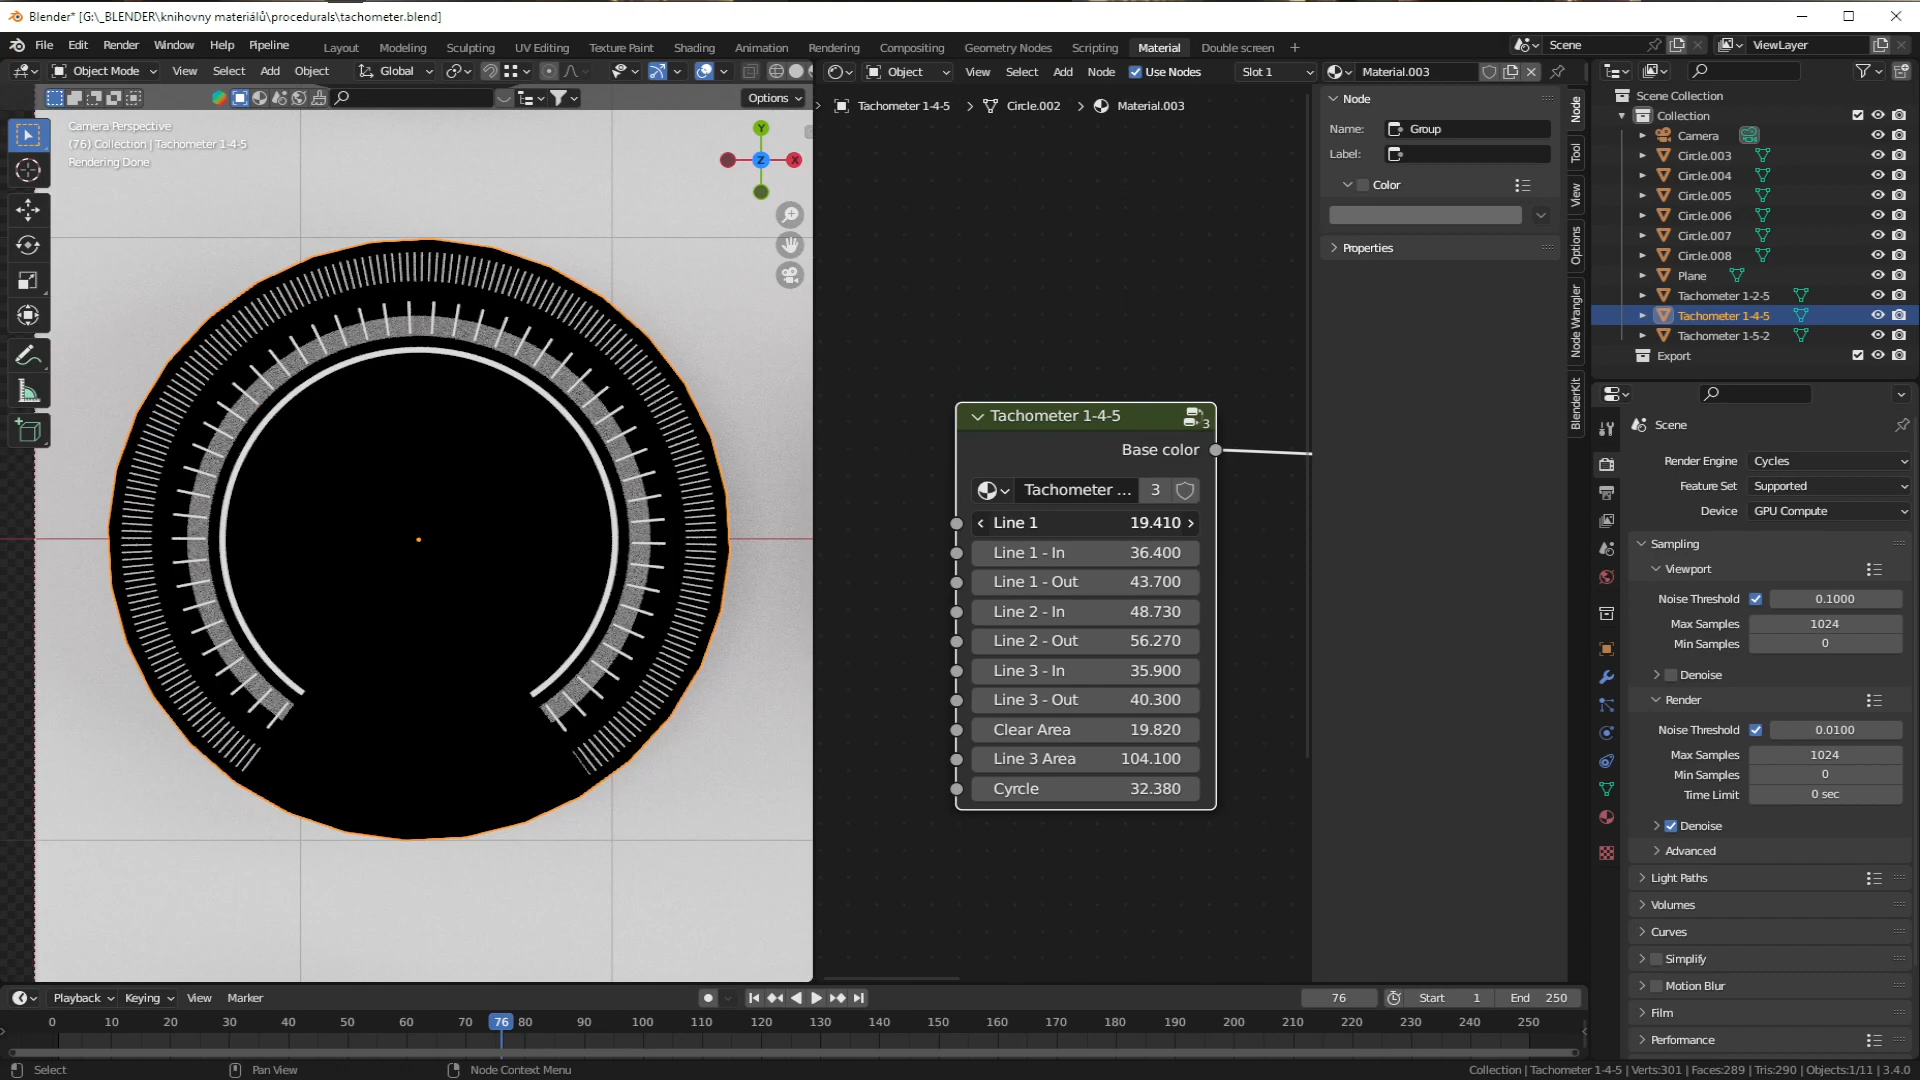 Blender* [G:\_BLENDER\knihovny materiálů\procedurals\tachometer.blend]
File Edit Render Window Help Pipeline
Layout Modeling Sculpting UV Editing Texture Paint Shading Animation Rendering Compositing Geometry Nodes Scripting Material Double screen +
Scene
ViewLayer
Object Mode View Select Add Object Global
Object View Select Add Node Use Nodes Slot 1 Material.003
Options
Camera Perspective
(76) Collection | Tachometer 1-4-5
Rendering Done
Y
Z
X
Tachometer 1-4-5 > Circle.002 > Material.003
Tachometer 1-4-5
3
Base color
Tachometer ... 3
Line 1 19.410
Line 1 - In 36.400
Line 1 - Out 43.700
Line 2 - In 48.730
Line 2 - Out 56.270
Line 3 - In 35.900
Line 3 - Out 40.300
Clear Area 19.820
Line 3 Area 104.100
Cyrcle 32.380
Node
Name: Group
Label:
Color
Properties
Node
Tool
View
Options
Node Wrangler
BlenderKit
Scene Collection
Collection
Camera
Circle.003
Circle.004
Circle.005
Circle.006
Circle.007
Circle.008
Plane
Tachometer 1-2-5
Tachometer 1-4-5
Tachometer 1-5-2
Export
Scene
Render Engine Cycles
Feature Set Supported
Device GPU Compute
Sampling
Viewport
Noise Threshold 0.1000
Max Samples 1024
Min Samples 0
Denoise
Render
Noise Threshold 0.0100
Max Samples 1024
Min Samples 0
Time Limit 0 sec
Denoise
Advanced
Light Paths
Volumes
Curves
Simplify
Motion Blur
Film
Performance
Playback Keying View Marker
76 Start 1 End 250
0 10 20 30 40 50 60 70 76 80 90 100 110 120 130 140 150 160 170 180 190 200 210 220 230 240 250
Select Pan View Node Context Menu
Collection | Tachometer 1-4-5 | Verts:301 | Faces:289 | Tris:290 | Objects:1/11 | 3.4.0